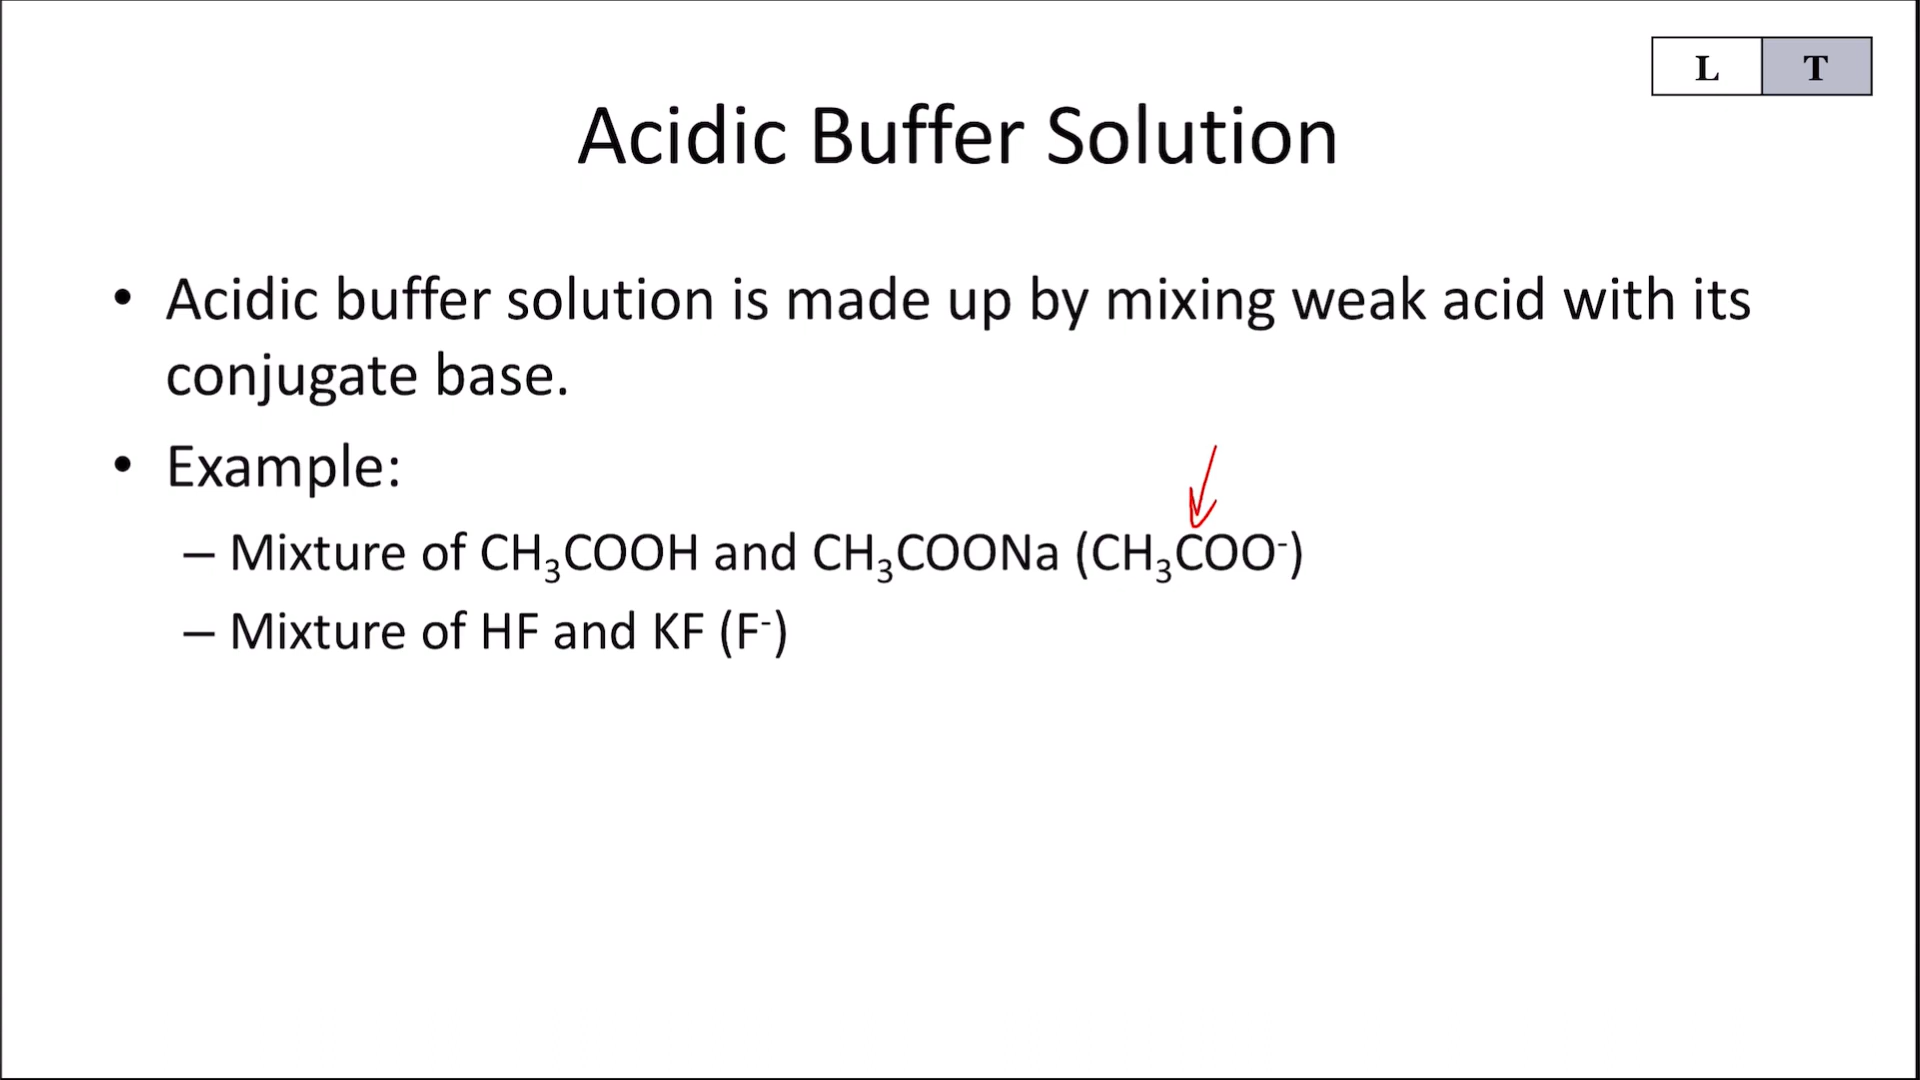 L T
Acidic Buffer Solution
• Acidic buffer solution is made up by mixing weak acid with its
conjugate base.
• Example:
– Mixture of CH₃COOH and CH₃COONa (CH₃COO⁻)
– Mixture of HF and KF (F⁻)